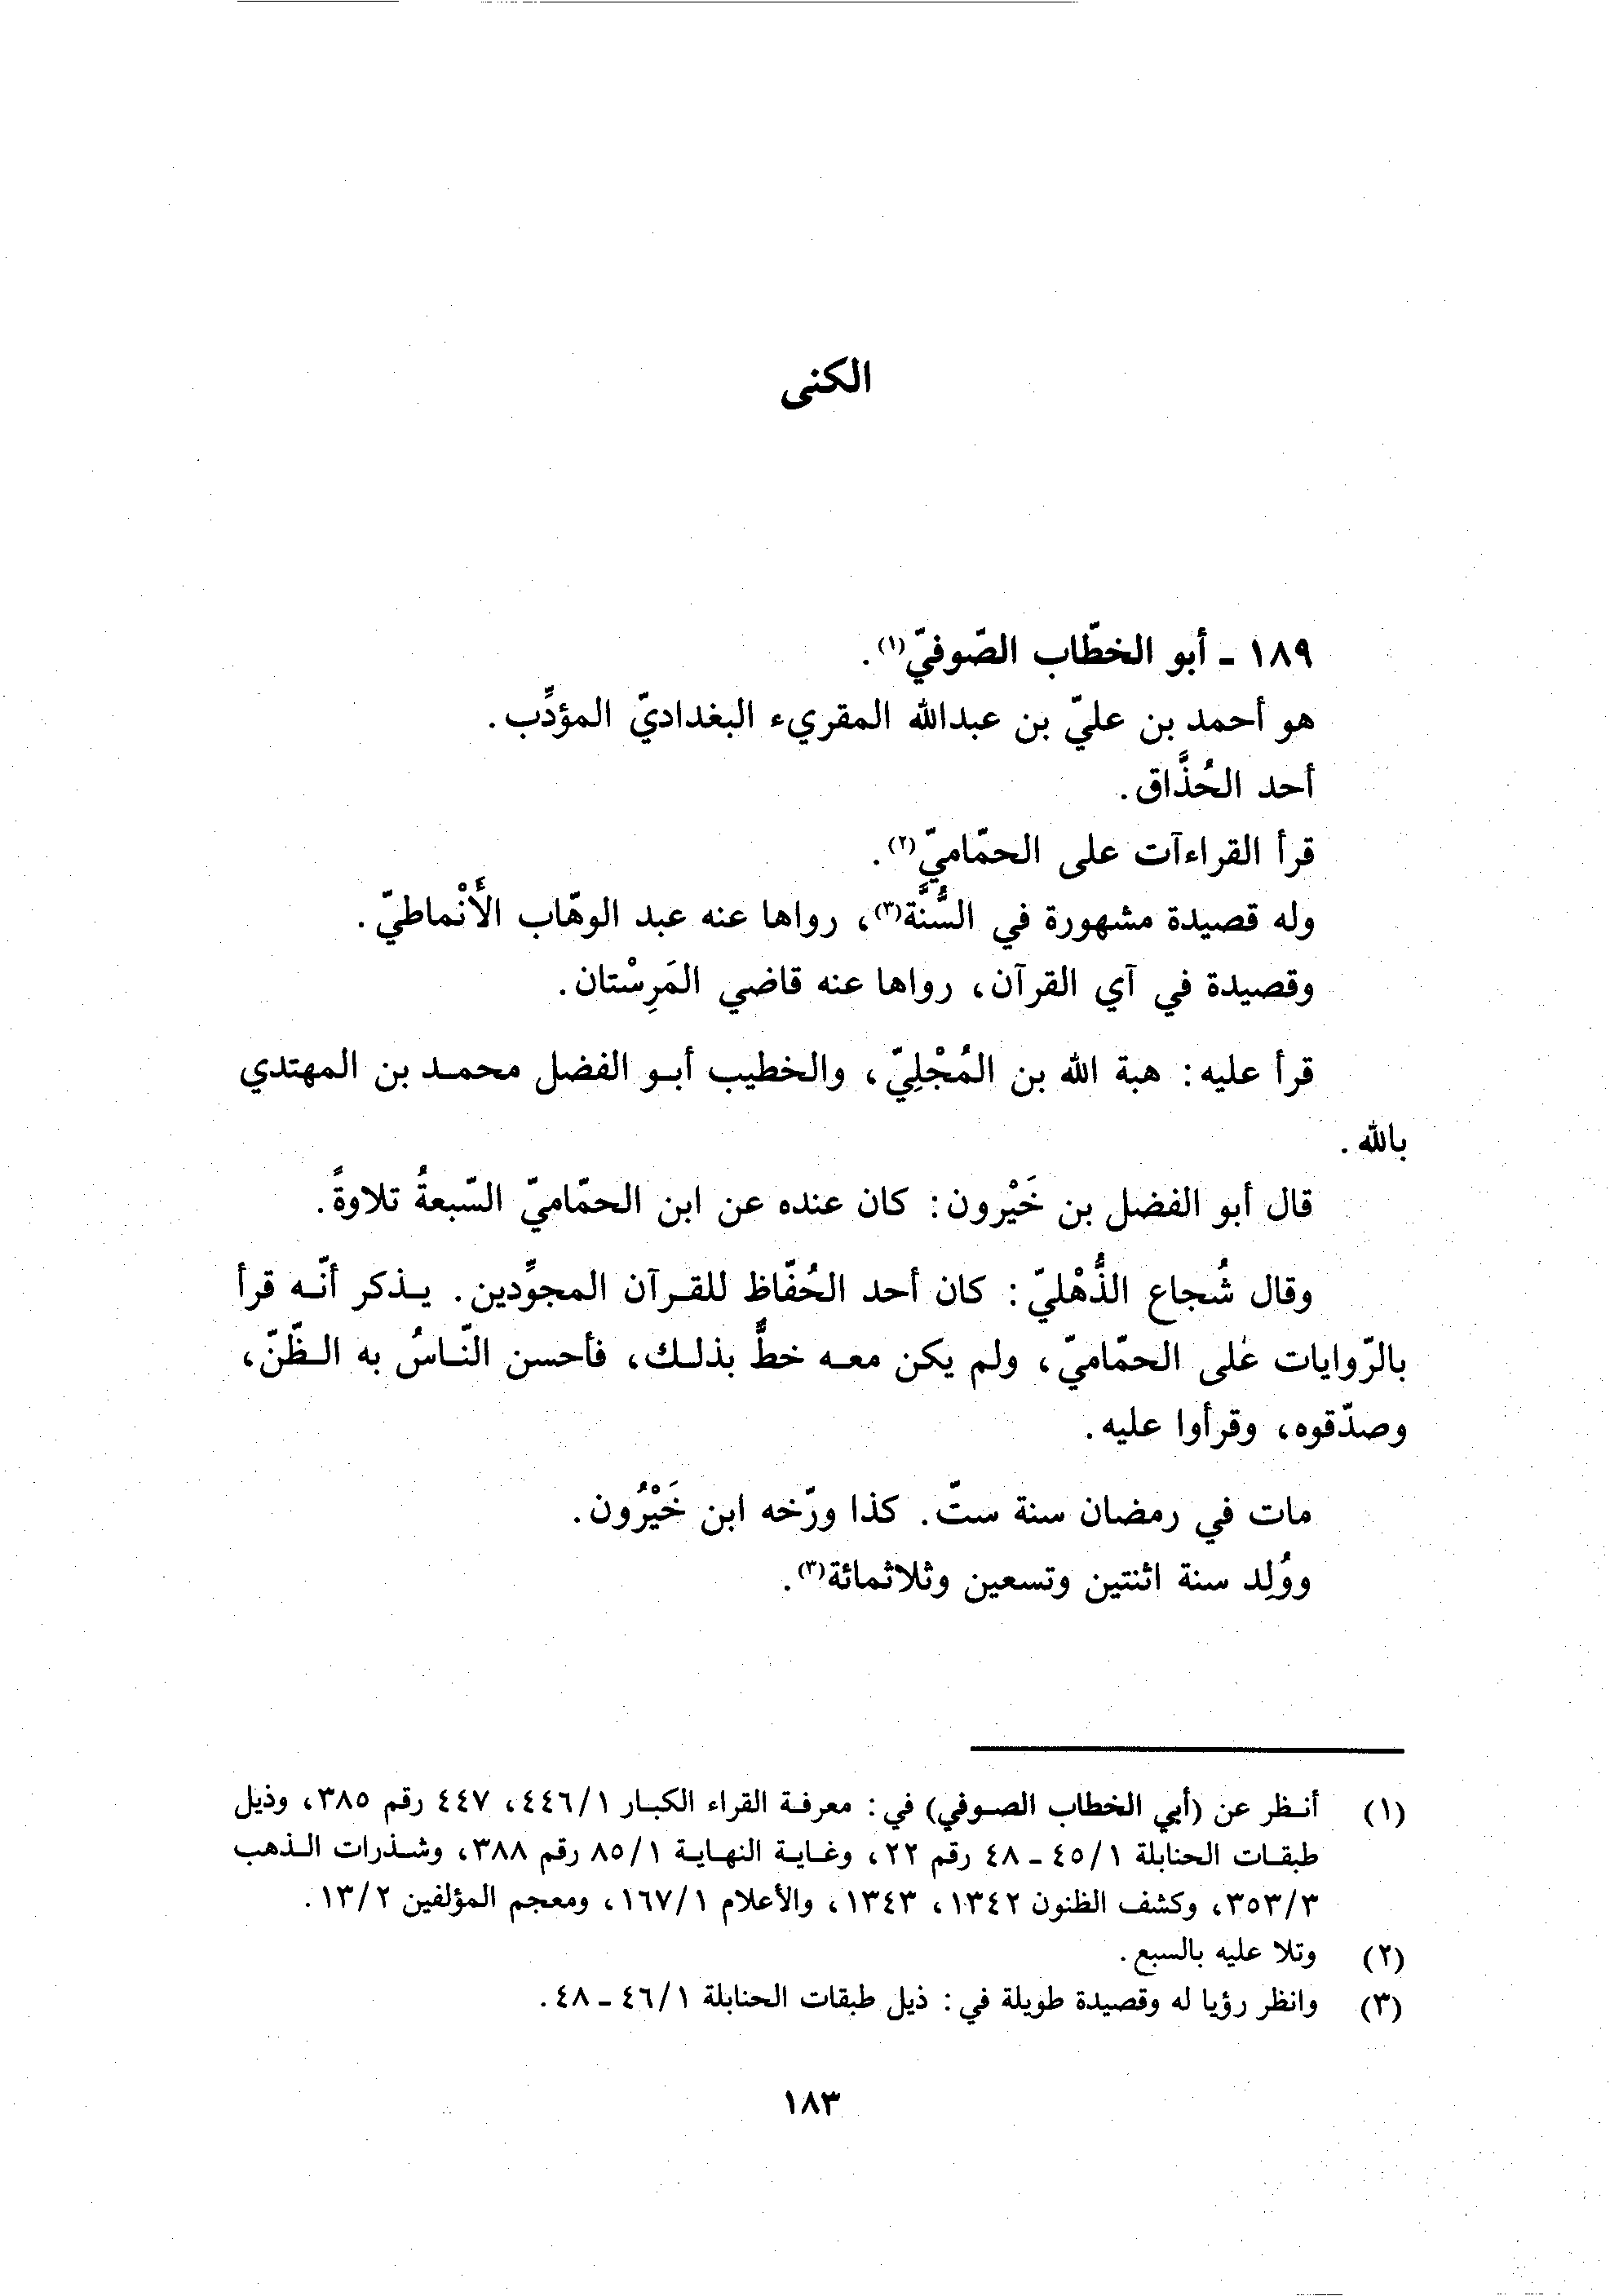 الكنى
١٨٩ ـ أبو الخطّاب الصّوفيّ(١).
هو أحمد بن عليّ بن عبدالله المقريء البغداديّ المؤدِّب.
أحد الحُذَّاق.
قرأ القراءآت على الحمّاميّ(٢).
وله قصيدة مشهورة في السُّنَّة(٣)، رواها عنه عبد الوهّاب الأَنْماطيّ.
وقصيدة في آي القرآن، رواها عنه قاضي المَرِسْتان.
قرأ عليه: هبة الله بن المُجْلِيّ، والخطيب أبو الفضل محمد بن المهتدي
بالله.
قال أبو الفضل بن خَيْرون: كان عنده عن ابن الحمّاميّ السّبعةُ تلاوةً.
وقال شُجاع الذُّهْليّ: كان أحد الحُفّاظ للقرآن المجوِّدين. يذكر أنّه قرأ
بالرّوايات على الحمّاميّ، ولم يكن معه خطٌّ بذلك، فأحسن النّاسُ به الظّنّ،
وصدّقوه، وقرأوا عليه.
مات في رمضان سنة ستّ. كذا ورّخه ابن خَيْرُون.
ووُلِد سنة اثنتين وتسعين وثلاثمائة(٣).
(١) أنظر عن (أبي الخطاب الصوفي) في: معرفة القراء الكبار ٤٤٦/١، ٤٤٧ رقم ٣٨٥، وذيل
طبقات الحنابلة ٤٥/١ ـ ٤٨ رقم ٢٢، وغاية النهاية ٨٥/١ رقم ٣٨٨، وشذرات الذهب
٣٥٣/٣، وكشف الظنون ١٣٤٢، ١٣٤٣، والأعلام ١٦٧/١، ومعجم المؤلفين ١٣/٢.
(٢) وتلا عليه بالسبع.
(٣) وانظر رؤيا له وقصيدة طويلة في: ذيل طبقات الحنابلة ٤٦/١ ـ ٤٨.
١٨٣